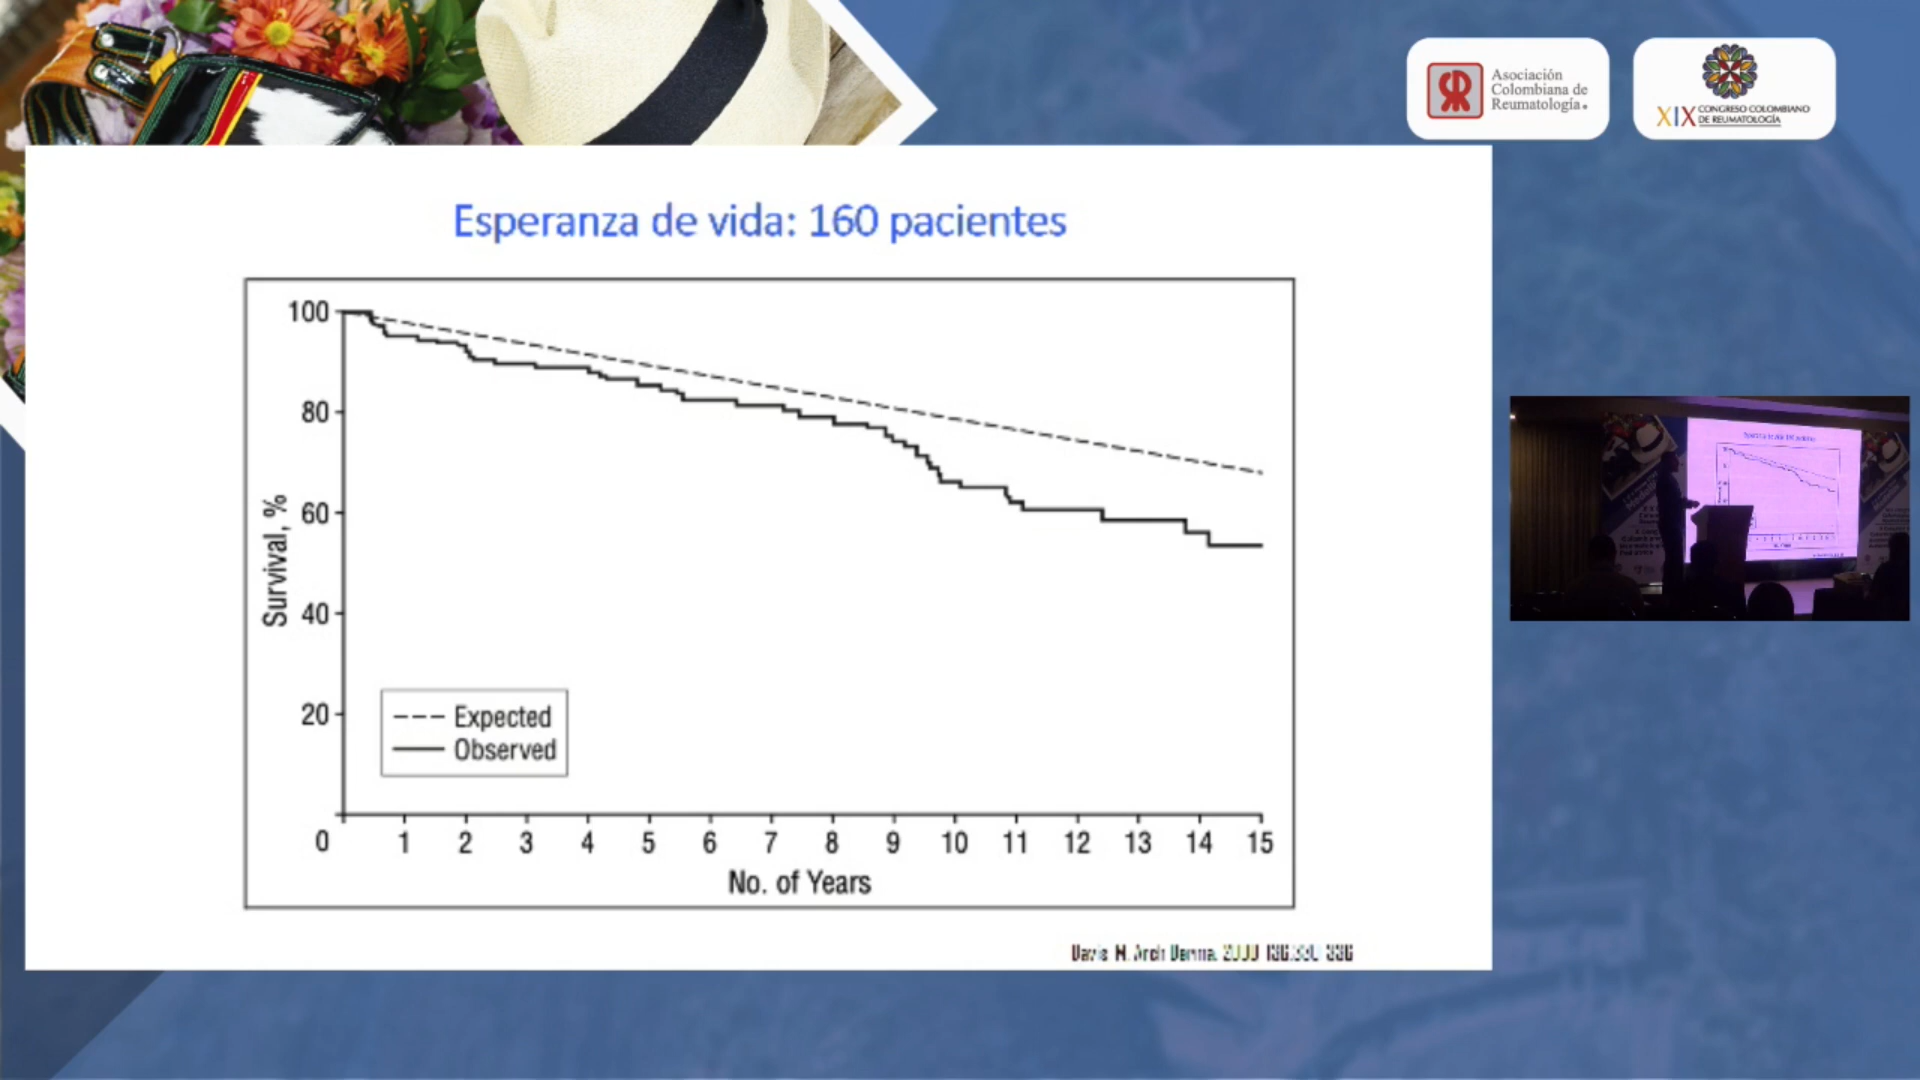 Asociación
Colombiana de
Reumatología.
XIX CONGRESO COLOMBIANO
DE REUMATOLOGÍA
Esperanza de vida: 160 pacientes
100
80
60
40
20
Survival, %
Expected
Observed
0 1 2 3 4 5 6 7 8 9 10 11 12 13 14 15
No. of Years
M. Arch